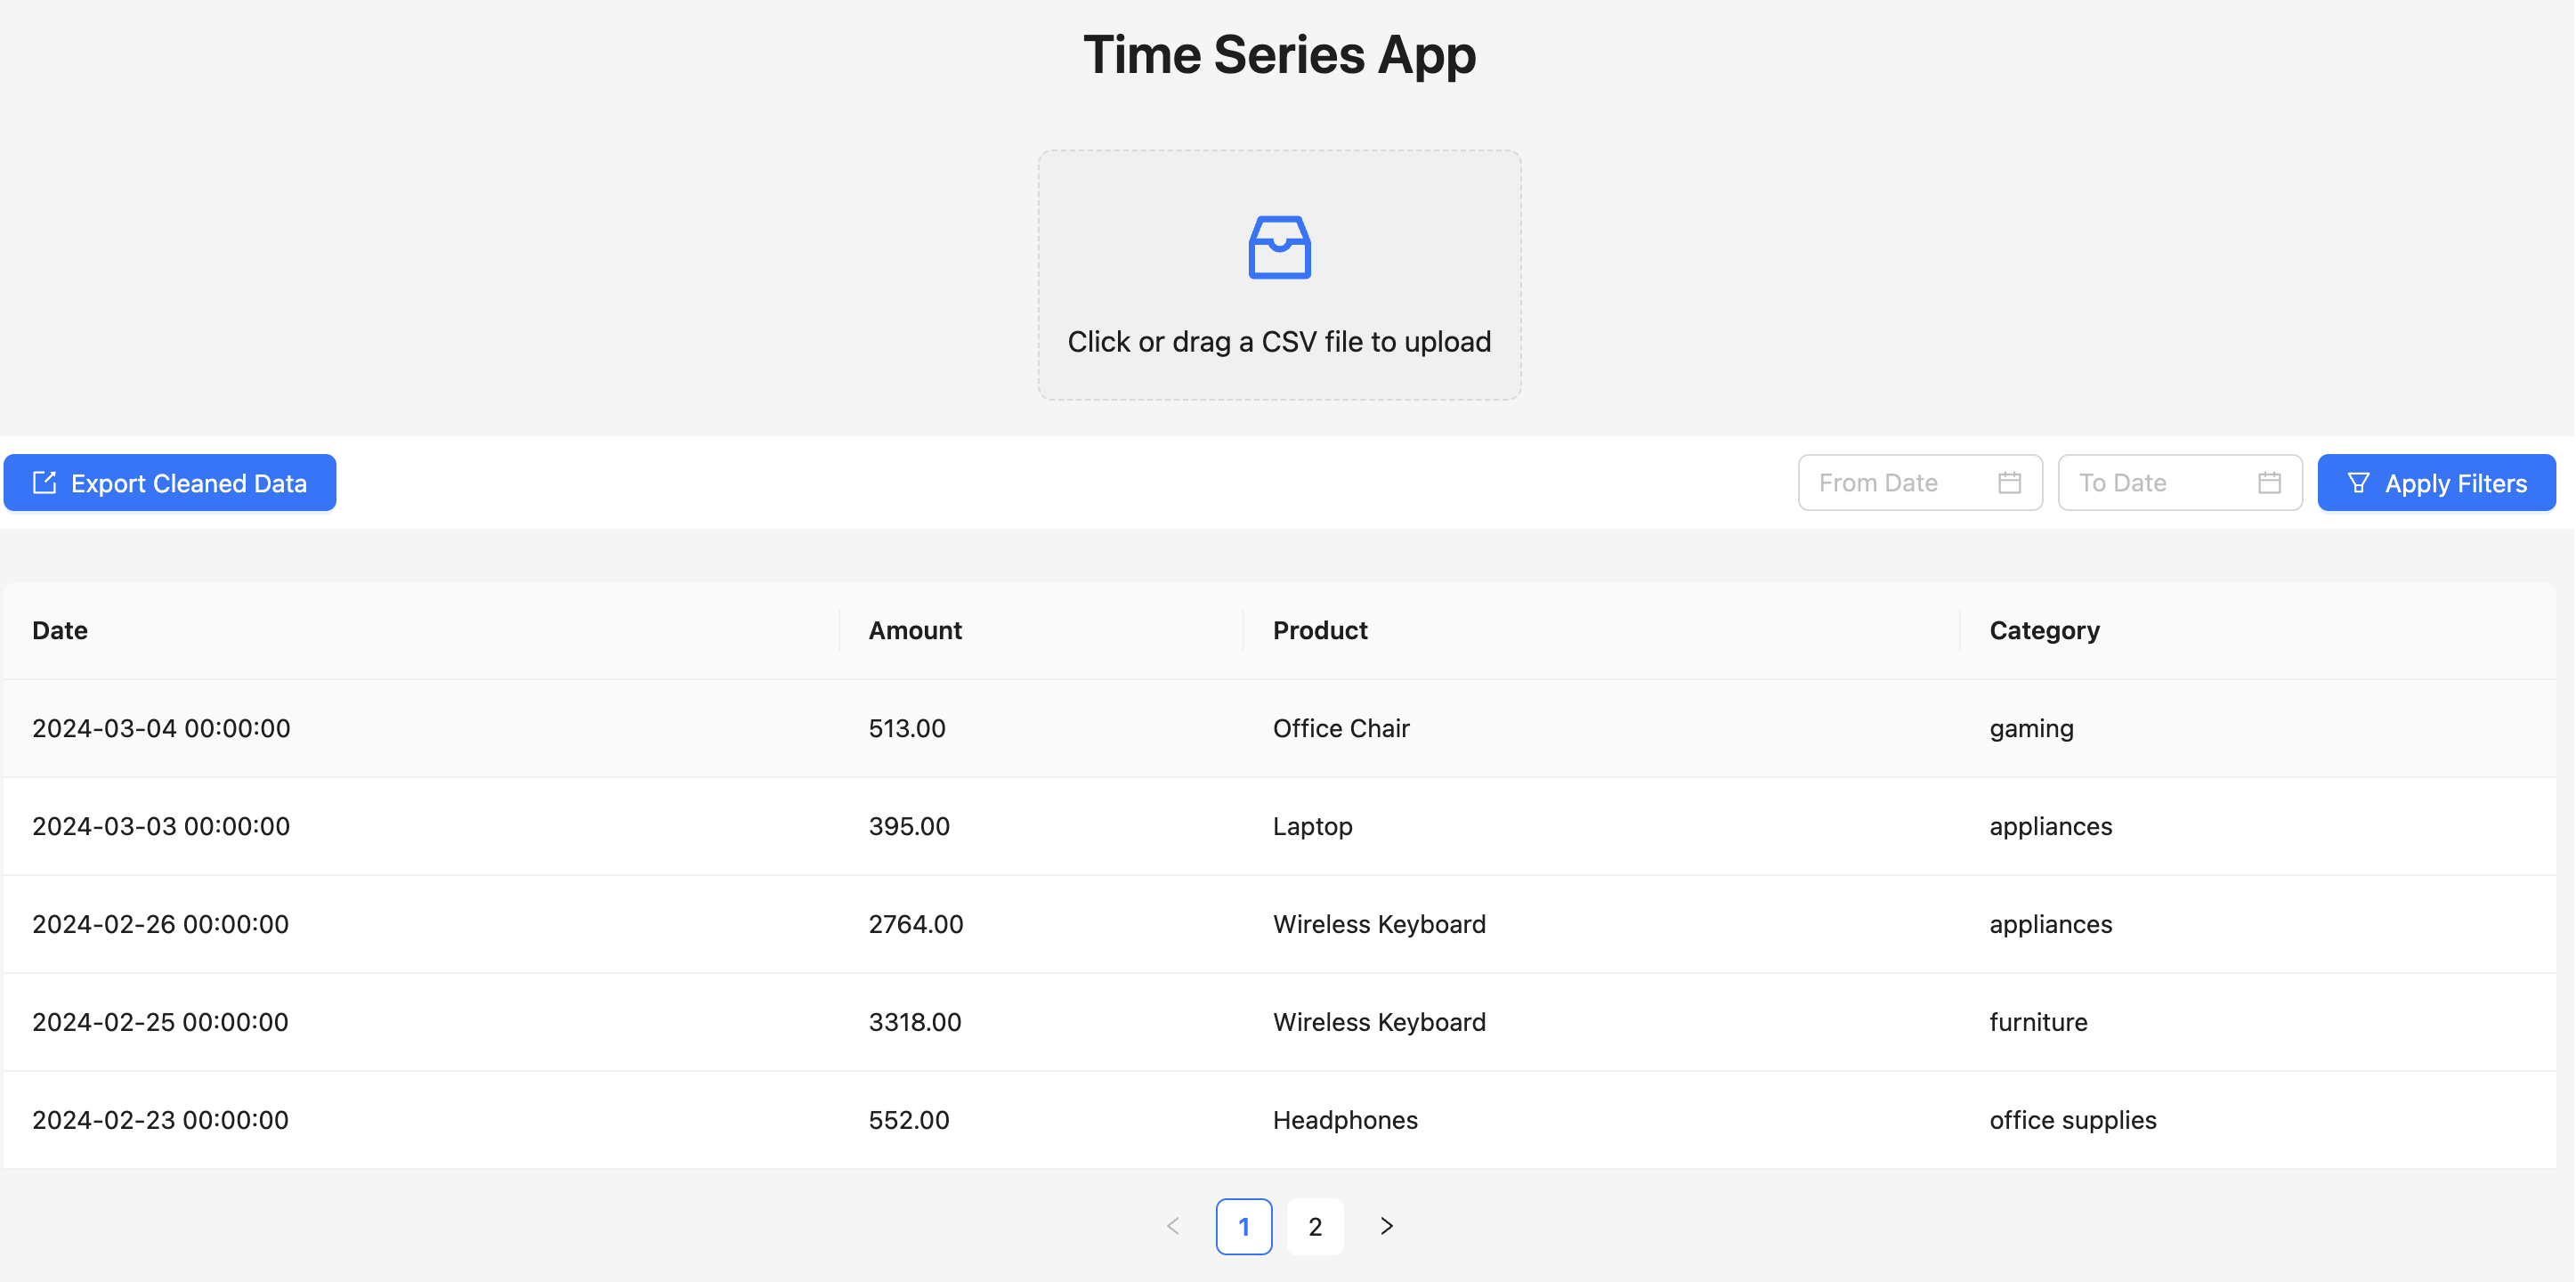 Time Series App
Click or drag a CSV file to upload
Export Cleaned Data From Date To Date Apply Filters
Date Amount Product Category
2024-03-04 00:00:00 513.00 Office Chair gaming
2024-03-03 00:00:00 395.00 Laptop appliances
2024-02-26 00:00:00 2764.00 Wireless Keyboard appliances
2024-02-25 00:00:00 3318.00 Wireless Keyboard furniture
2024-02-23 00:00:00 552.00 Headphones office supplies
1 2